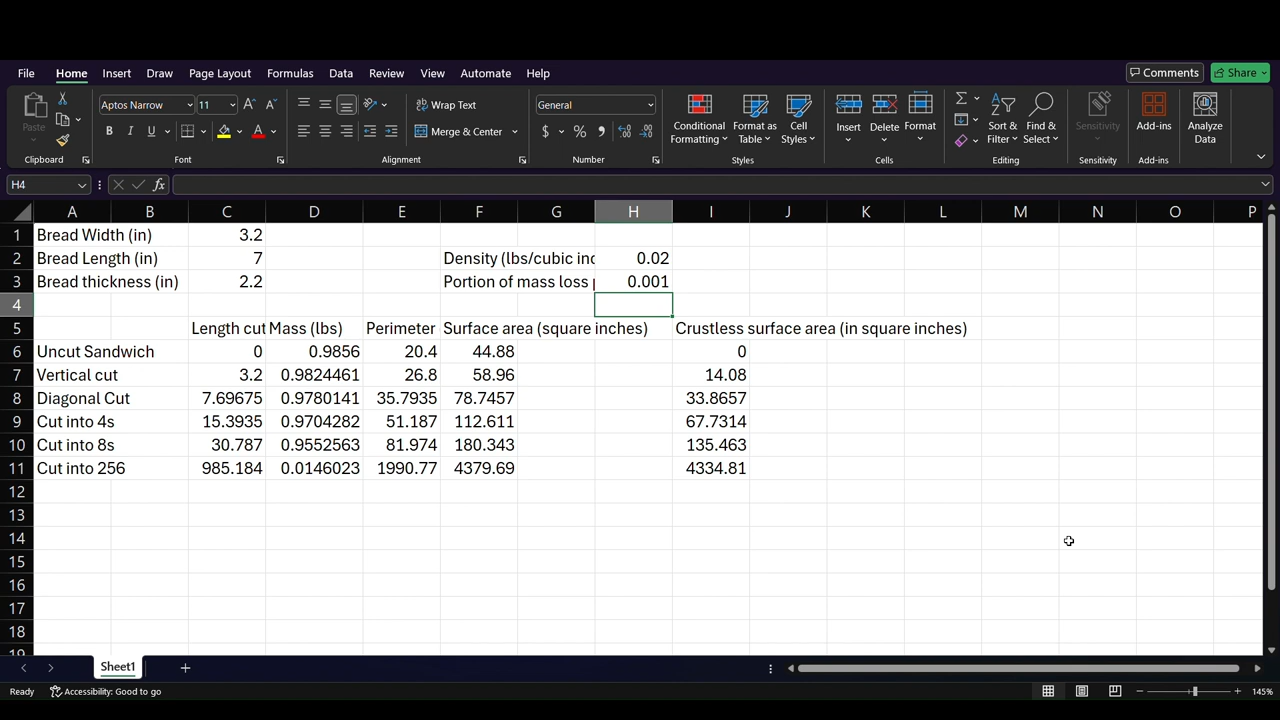 File Home Insert Draw Page Layout Formulas Data Review View Automate Help Comments Share
Paste Aptos Narrow 11 B I U Wrap Text Merge & Center General $ % Conditional Formatting Format as Table Cell Styles Insert Delete Format Sort & Filter Find & Select Sensitivity Add-ins Analyze Data
Clipboard Font Alignment Number Styles Cells Editing Sensitivity Add-ins
H4 fx
A B C D E F G H I J K L M N O P
1 Bread Width (in) 3.2
2 Bread Length (in) 7 Density (lbs/cubic inc 0.02
3 Bread thickness (in) 2.2 Portion of mass loss p 0.001
4
5 Length cut Mass (lbs) Perimeter Surface area (square inches) Crustless surface area (in square inches)
6 Uncut Sandwich 0 0.9856 20.4 44.88 0
7 Vertical cut 3.2 0.9824461 26.8 58.96 14.08
8 Diagonal Cut 7.69675 0.9780141 35.7935 78.7457 33.8657
9 Cut into 4s 15.3935 0.9704282 51.187 112.611 67.7314
10 Cut into 8s 30.787 0.9552563 81.974 180.343 135.463
11 Cut into 256 985.184 0.0146023 1990.77 4379.69 4334.81
12
13
14
15
16
17
18
19
Sheet1
Ready Accessibility: Good to go 145%